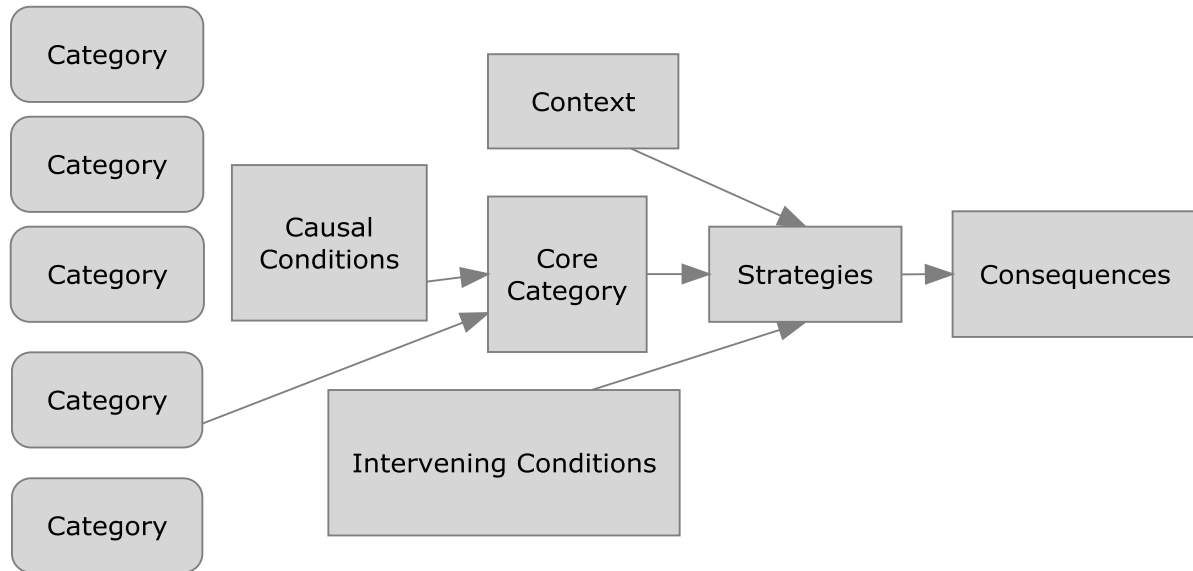 Category
Category
Category
Category
Category
Causal
Conditions
Context
Core
Category
Intervening Conditions
Strategies
Consequences